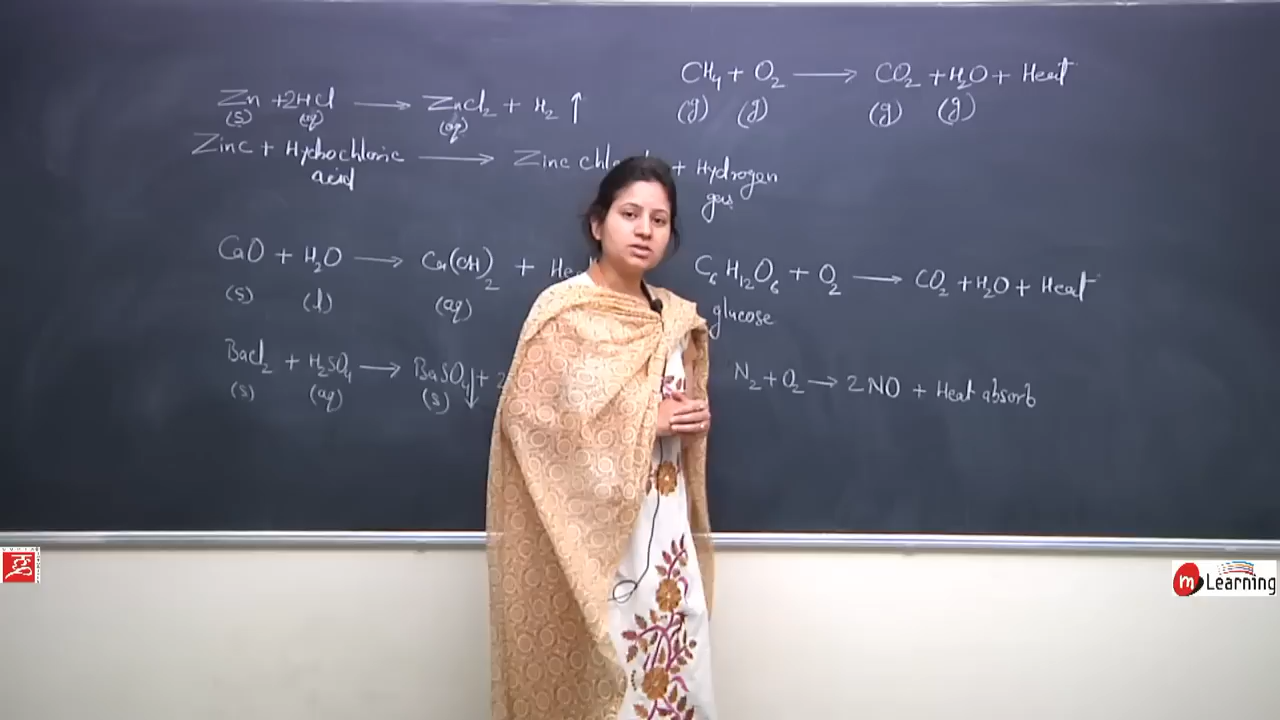 Zn + 2HCl → ZnCl₂ + H₂ ↑
(s) (aq) (aq)
Zinc + Hydrochloric acid → Zinc + Hydrogen gas
CaO + H₂O → Ca(OH)₂ +
(s) (l) (aq)
BaCl₂ + H₂SO₄ → BaSO₄↓ +
(s) (aq) (s)
CH₄ + O₂ → CO₂ + H₂O + Heat
(g) (g) (g) (g)
C₆H₁₂O₆ + O₂ → CO₂ + H₂O + Heat
glucose
N₂ + O₂ → 2NO + Heat absorb
m Learning